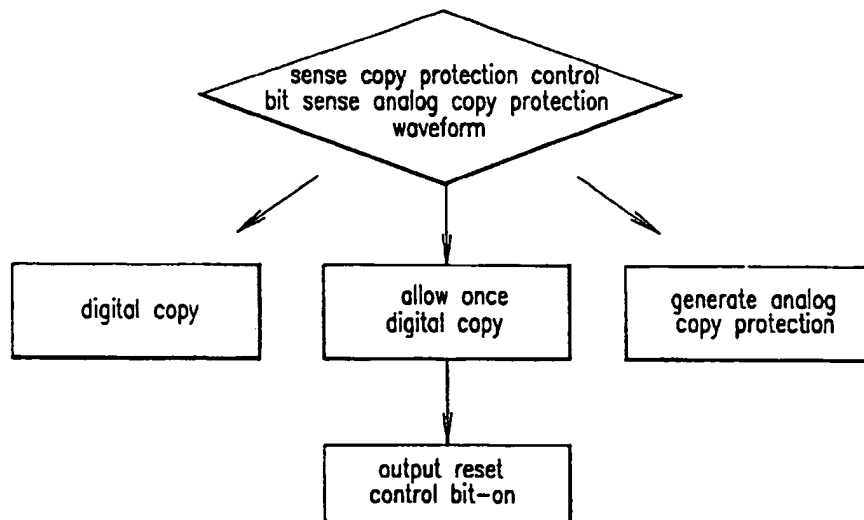 sense copy protection control
bit sense analog copy protection
waveform
digital copy
allow once
digital copy
generate analog
copy protection
output reset
control bit-on